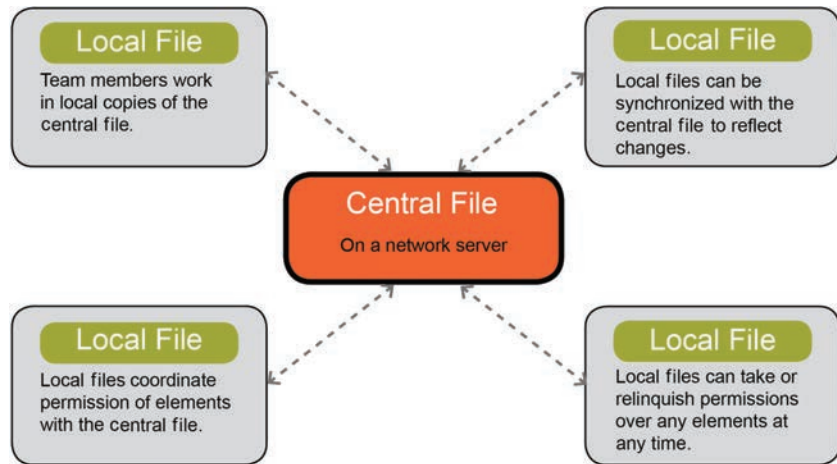 Local File
Team members work
in local copies of the
central file.
Local File
Local files can be
synchronized with the
central file to reflect
changes.
Central File
On a network server
Local File
Local files coordinate
permission of elements
with the central file.
Local File
Local files can take or
relinquish permissions
over any elements at
any time.